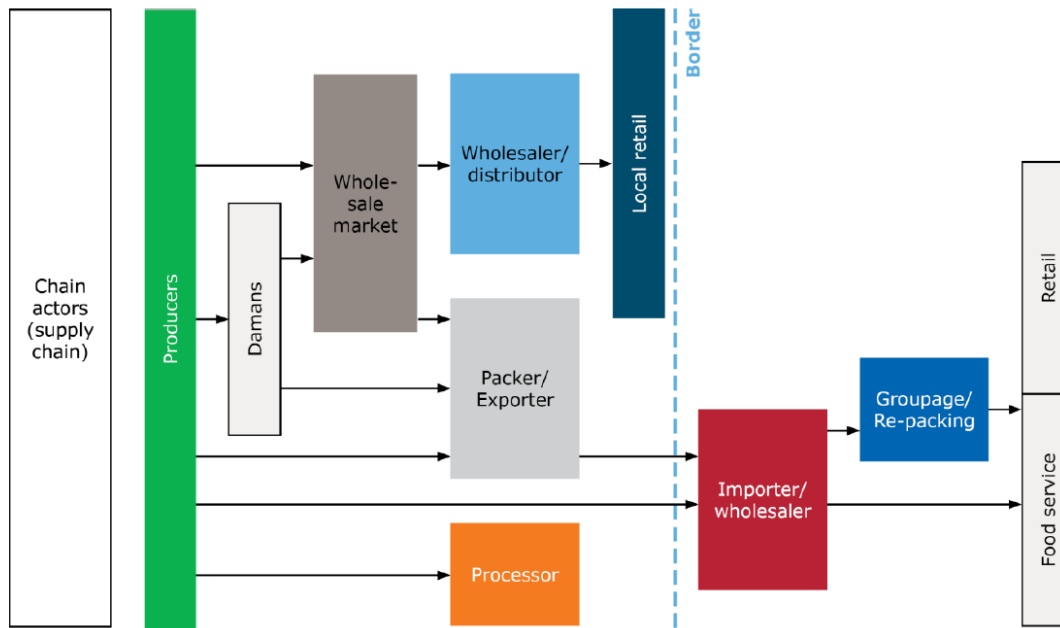 Chain
actors
(supply
chain)
Producers
Damans
Whole-
sale
market
Wholesaler/
distributor
Packer/
Exporter
Processor
Local retail
Border
Importer/
wholesaler
Groupage/
Re-packing
Retail
Food service